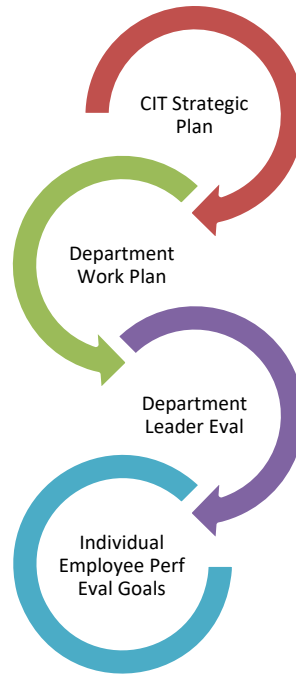 CIT Strategic
Plan
Department
Work Plan
Department
Leader Eval
Individual
Employee Perf
Eval Goals